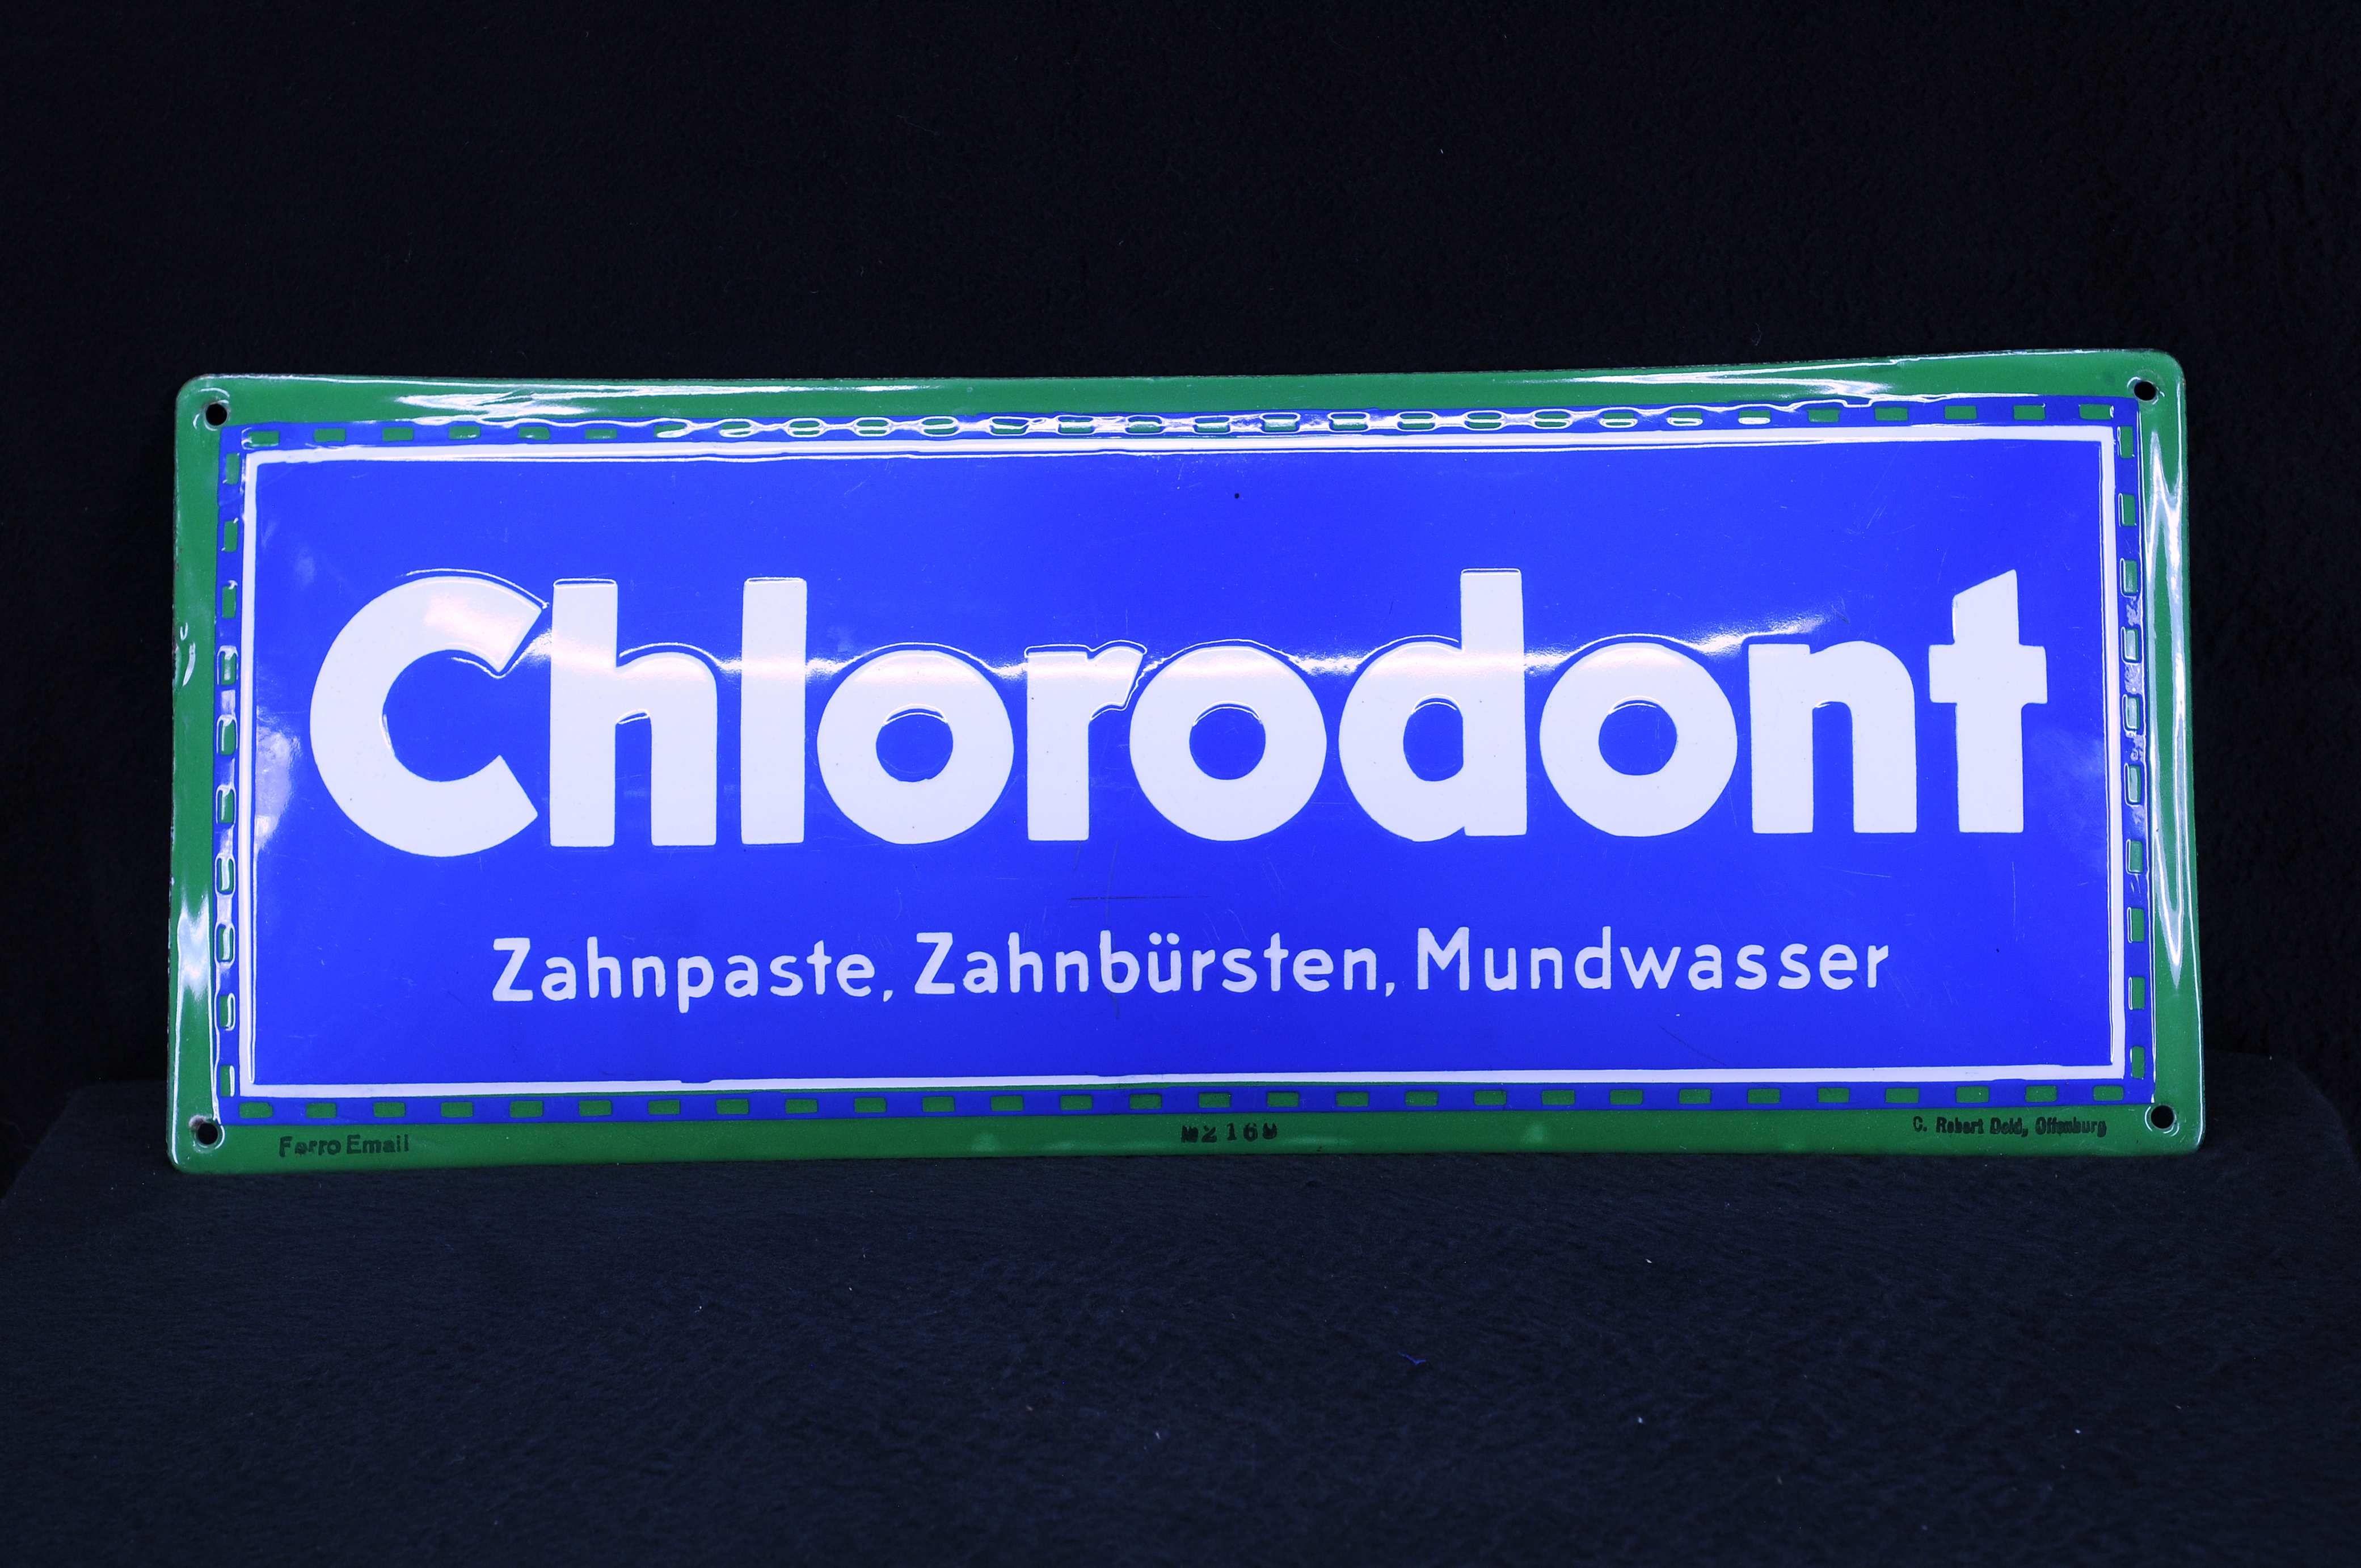 Chlorodont
Zahnpaste, Zahnbürsten, Mundwasser
Ferro Email
C. Robert Dold, Offenburg